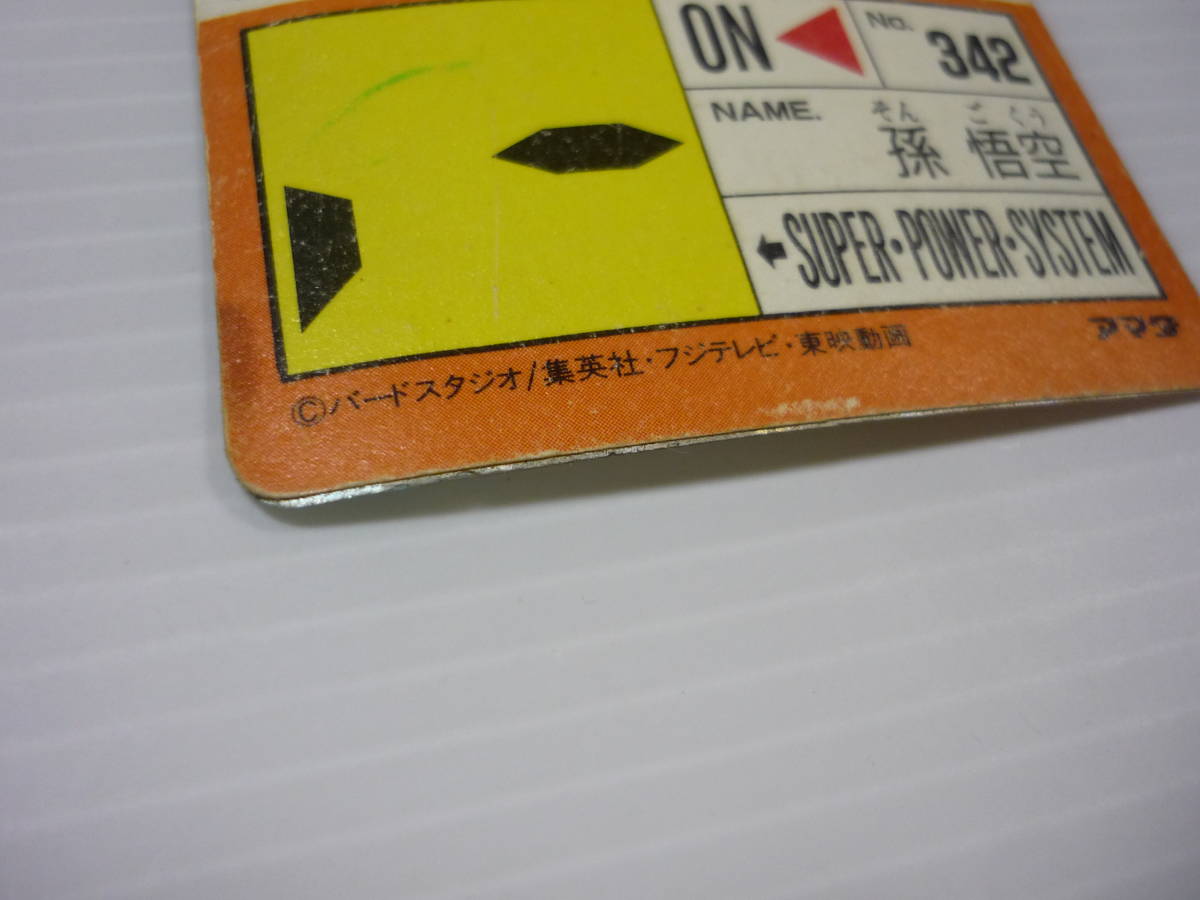 ON
No. 342
NAME.
そん ご くう
孫 悟空
SUPER・POWER・SYSTEM
©バードスタジオ/集英社・フジテレビ・東映動画
アマダ